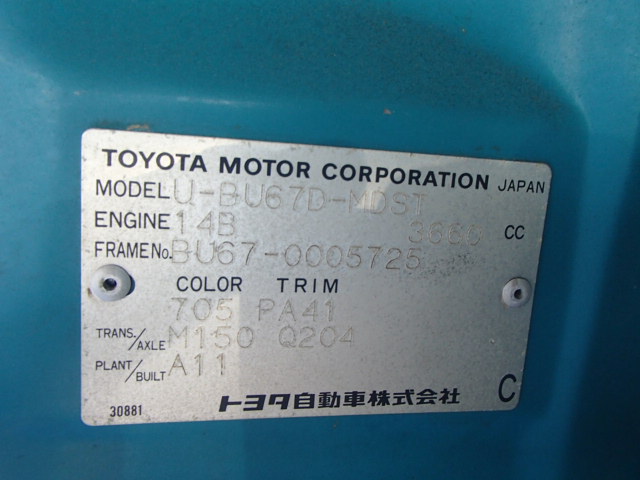 TOYOTA MOTOR CORPORATION JAPAN
MODEL U-BU67D-MDST
ENGINE 14B 3660 CC
FRAME No. BU67-0005725
COLOR TRIM
705 PA41
TRANS./AXLE M150 Q204
PLANT/BUILT A11
30881 トヨタ自動車株式会社 C